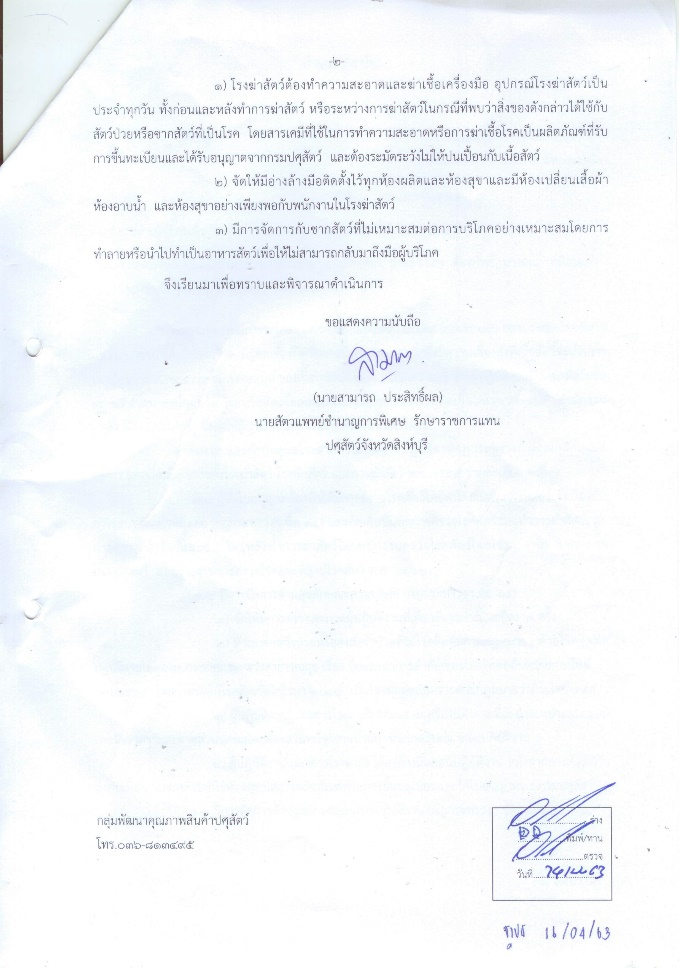 -๒-
๑) โรงฆ่าสัตว์ต้องทำความสะอาดและฆ่าเชื้อเครื่องมือ อุปกรณ์โรงฆ่าสัตว์เป็น
ประจำทุกวัน ทั้งก่อนและหลังทำการฆ่าสัตว์ หรือระหว่างการฆ่าสัตว์ในกรณีที่พบว่าสิ่งของดังกล่าวได้ใช้กับ
สัตว์ป่วยหรือซากสัตว์ที่เป็นโรค โดยสารเคมีที่ใช้ในการทำความสะอาดหรือการฆ่าเชื้อโรคเป็นผลิตภัณฑ์ที่รับ
การขึ้นทะเบียนและได้รับอนุญาตจากกรมปศุสัตว์ และต้องระมัดระวังไม่ให้ปนเปื้อนกับเนื้อสัตว์
๒) จัดให้มีอ่างล้างมือติดตั้งไว้ทุกห้องผลิตและห้องสุขาและมีห้องเปลี่ยนเสื้อผ้า
ห้องอาบน้ำ และห้องสุขาอย่างเพียงพอกับพนักงานในโรงฆ่าสัตว์
๓) มีการจัดการกับซากสัตว์ที่ไม่เหมาะสมต่อการบริโภคอย่างเหมาะสมโดยการ
ทำลายหรือนำไปทำเป็นอาหารสัตว์เพื่อให้ไม่สามารถกลับมาถึงมือผู้บริโภค
จึงเรียนมาเพื่อทราบและพิจารณาดำเนินการ
ขอแสดงความนับถือ
(นายสามารถ ประสิทธิ์ผล)
นายสัตวแพทย์ชำนาญการพิเศษ รักษาราชการแทน
ปศุสัตว์จังหวัดสิงห์บุรี
กลุ่มพัฒนาคุณภาพสินค้าปศุสัตว์
โทร.๐๓๖-๘๑๓๔๙๕
ร่าง
พิมพ์/ทาน
ตรวจ
วันที่
16/04/63